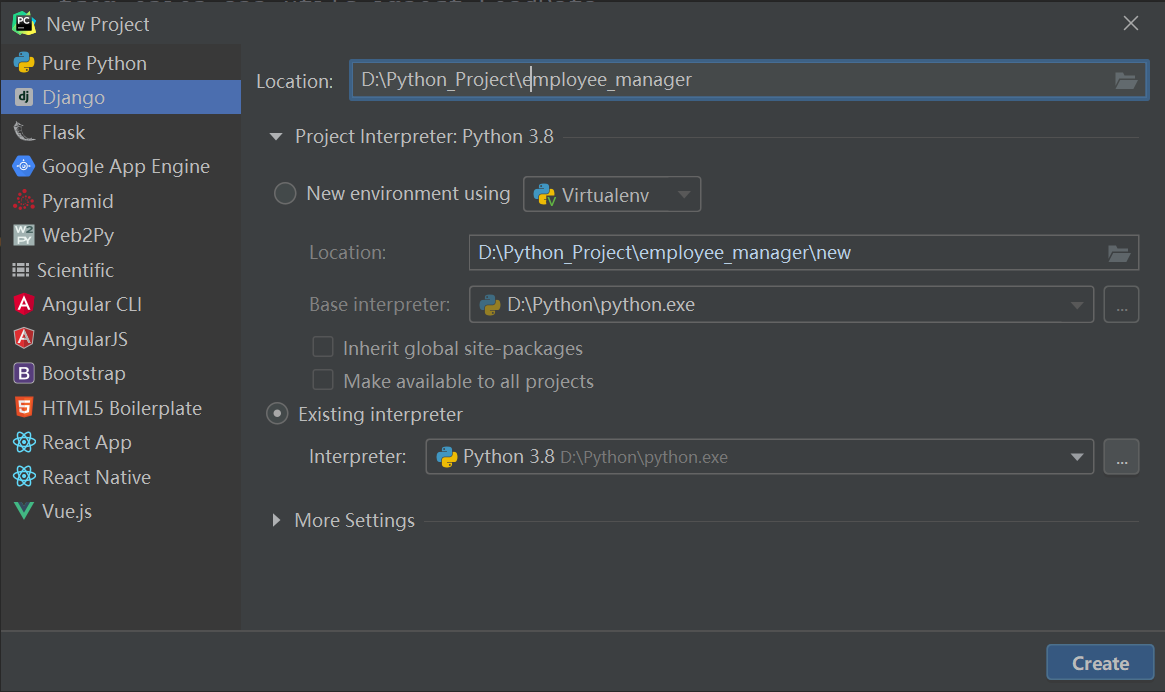 New Project
Pure Python
Django
Flask
Google App Engine
Pyramid
Web2Py
Scientific
Angular CLI
AngularJS
Bootstrap
HTML5 Boilerplate
React App
React Native
Vue.js
Location: D:\Python_Project\employee_manager
Project Interpreter: Python 3.8
New environment using Virtualenv
Location: D:\Python_Project\employee_manager\new
Base interpreter: D:\Python\python.exe ...
Inherit global site-packages
Make available to all projects
Existing interpreter
Interpreter: Python 3.8 D:\Python\python.exe ...
More Settings
Create